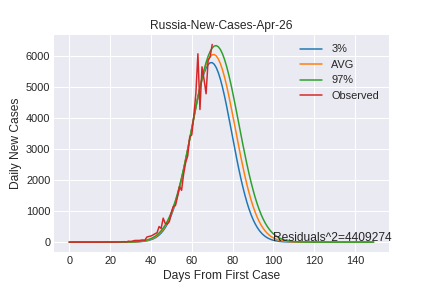 Russia-New-Cases-Apr-26
6000
5000
4000
3000
2000
1000
0
Daily New Cases
3%
AVG
97%
Observed
Residuals^2=4409274
0 20 40 60 80 100 120 140
Days From First Case